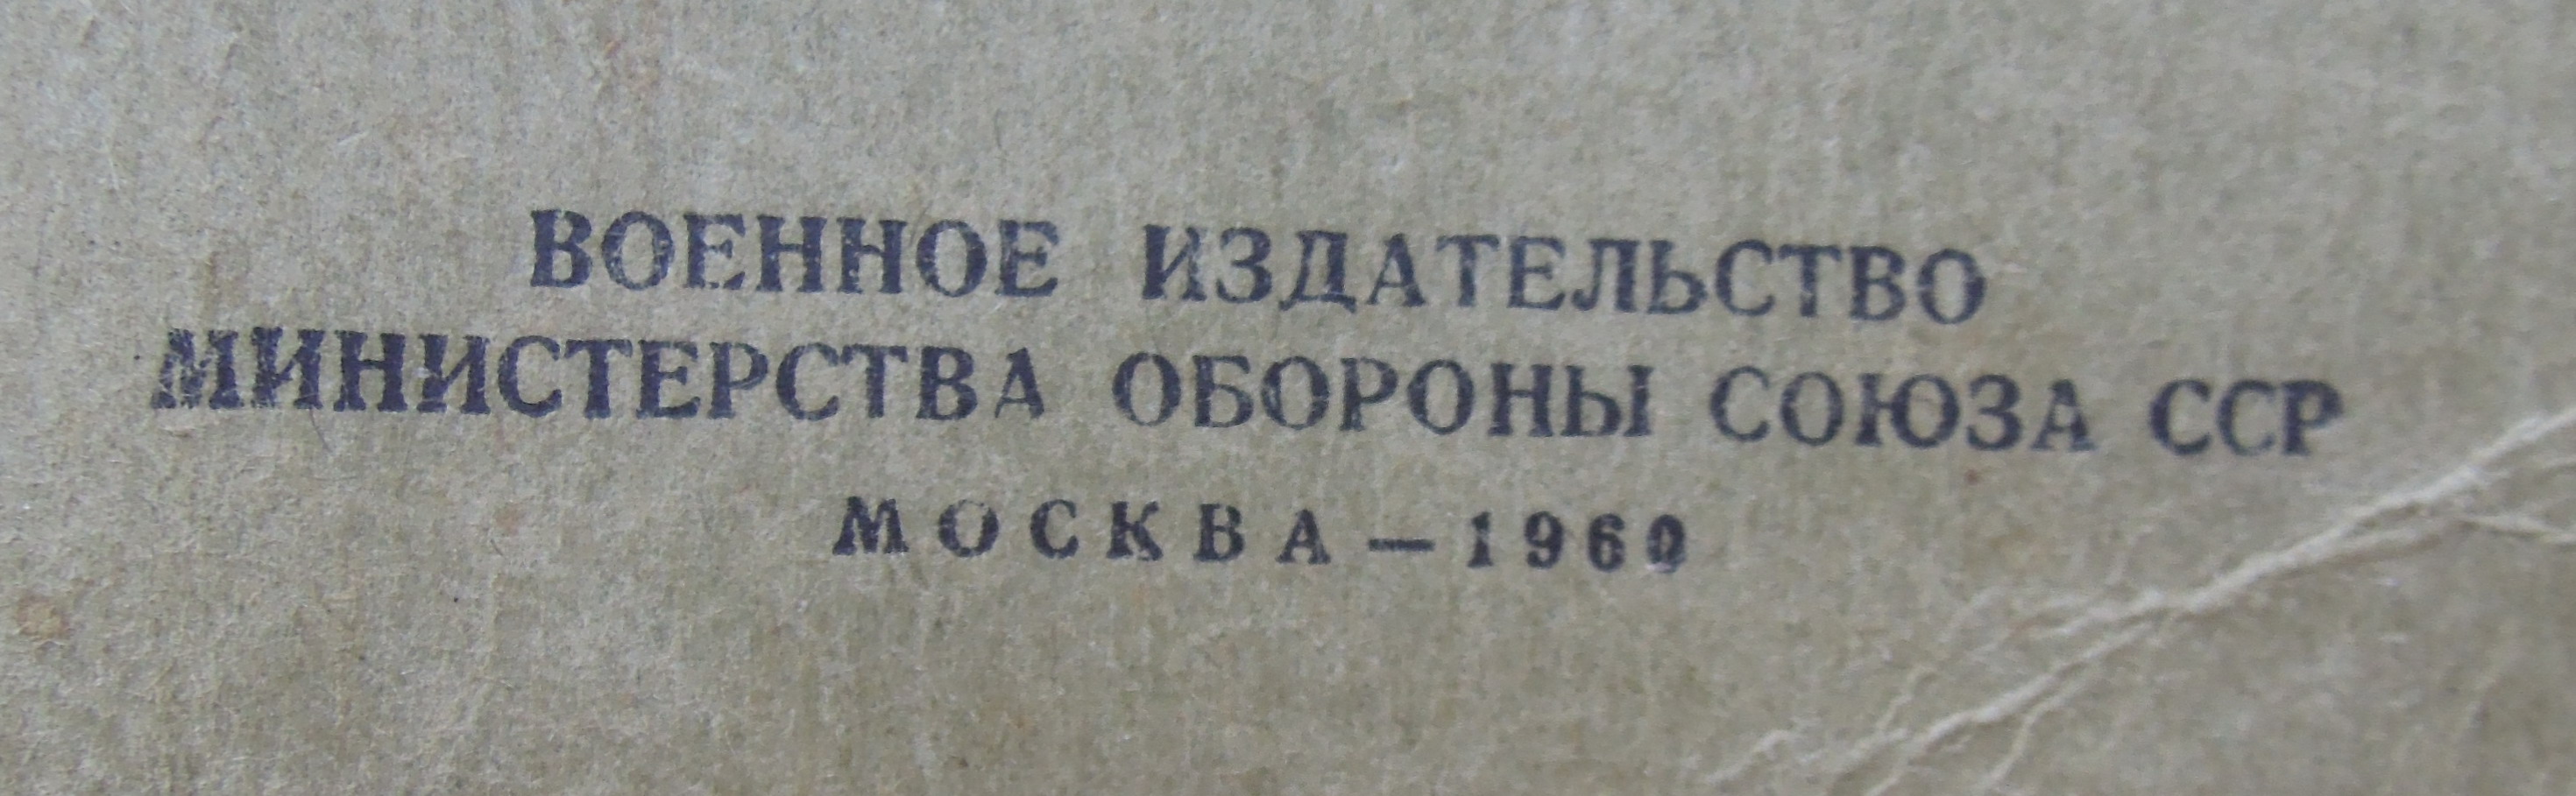 ВОЕННОЕ ИЗДАТЕЛЬСТВО
МИНИСТЕРСТВА ОБОРОНЫ СОЮЗА ССР
МОСКВА — 1960